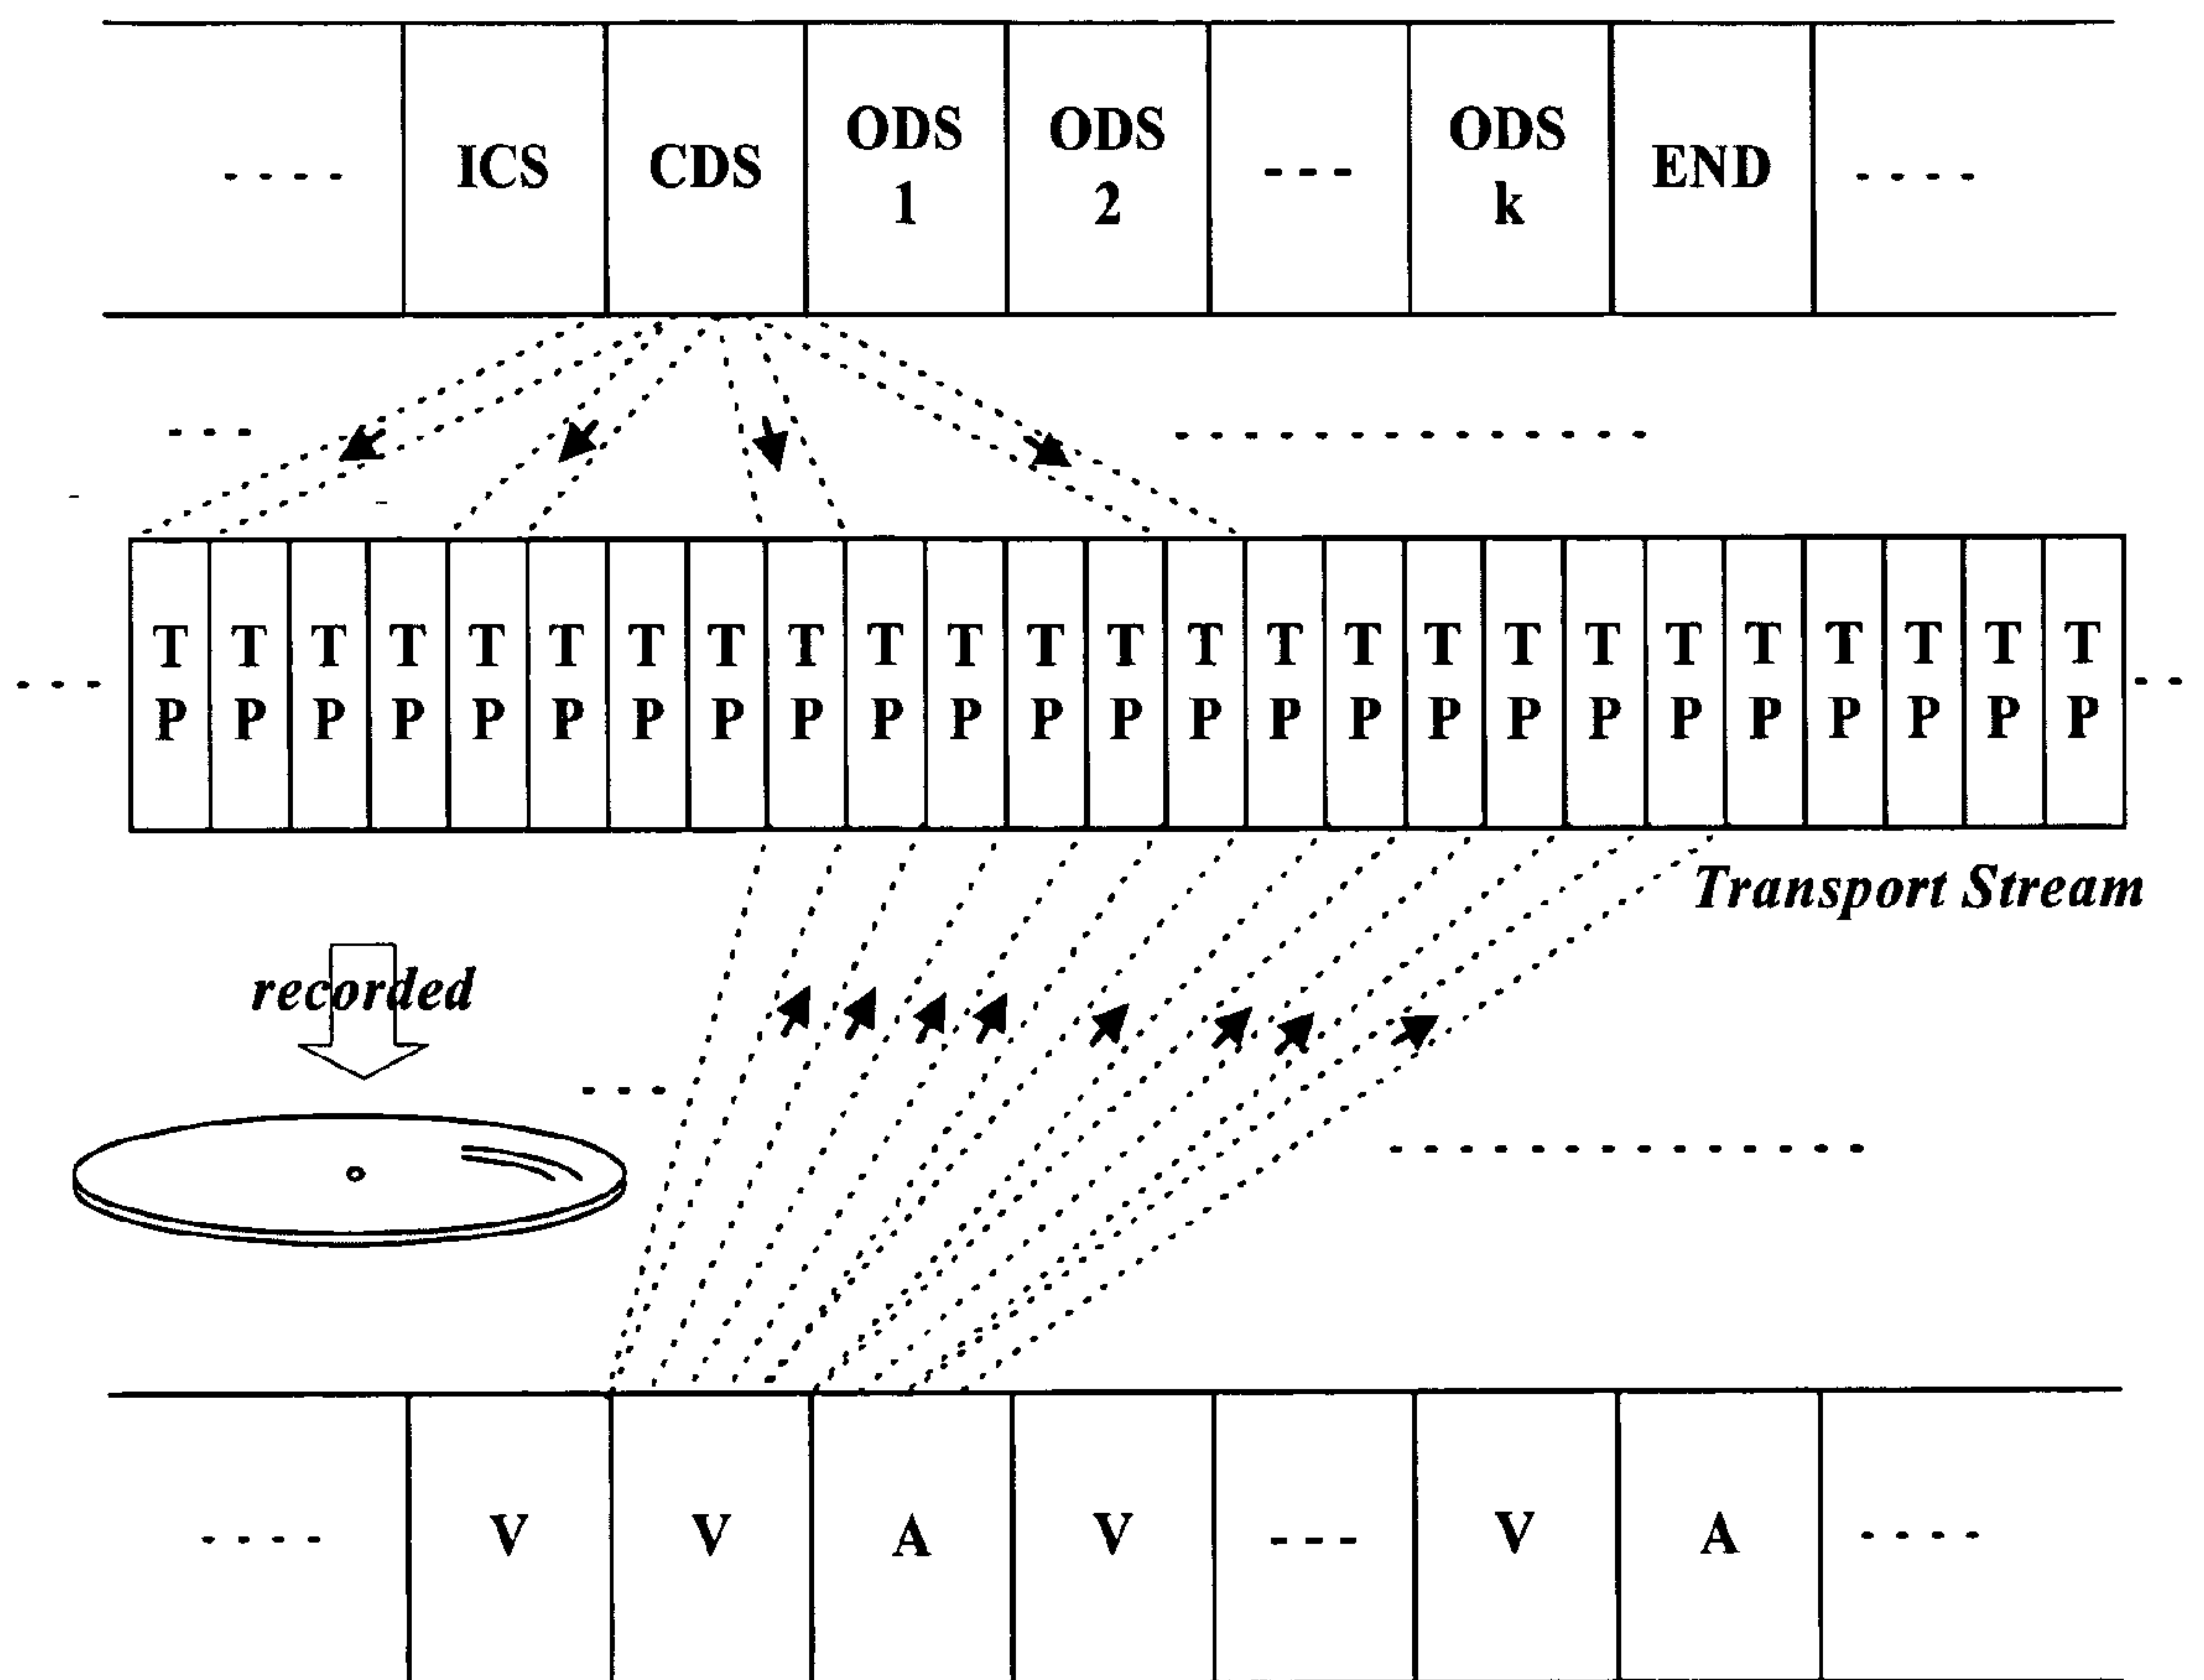 ICS
CDS
ODS
1
ODS
2
ODS
k
END
T T T T T T T T T T T T T T T T T T T T T T T T T
P P P P P P P P P P P P P P P P P P P P P P P P P
Transport Stream
recorded
V V A V --- V A